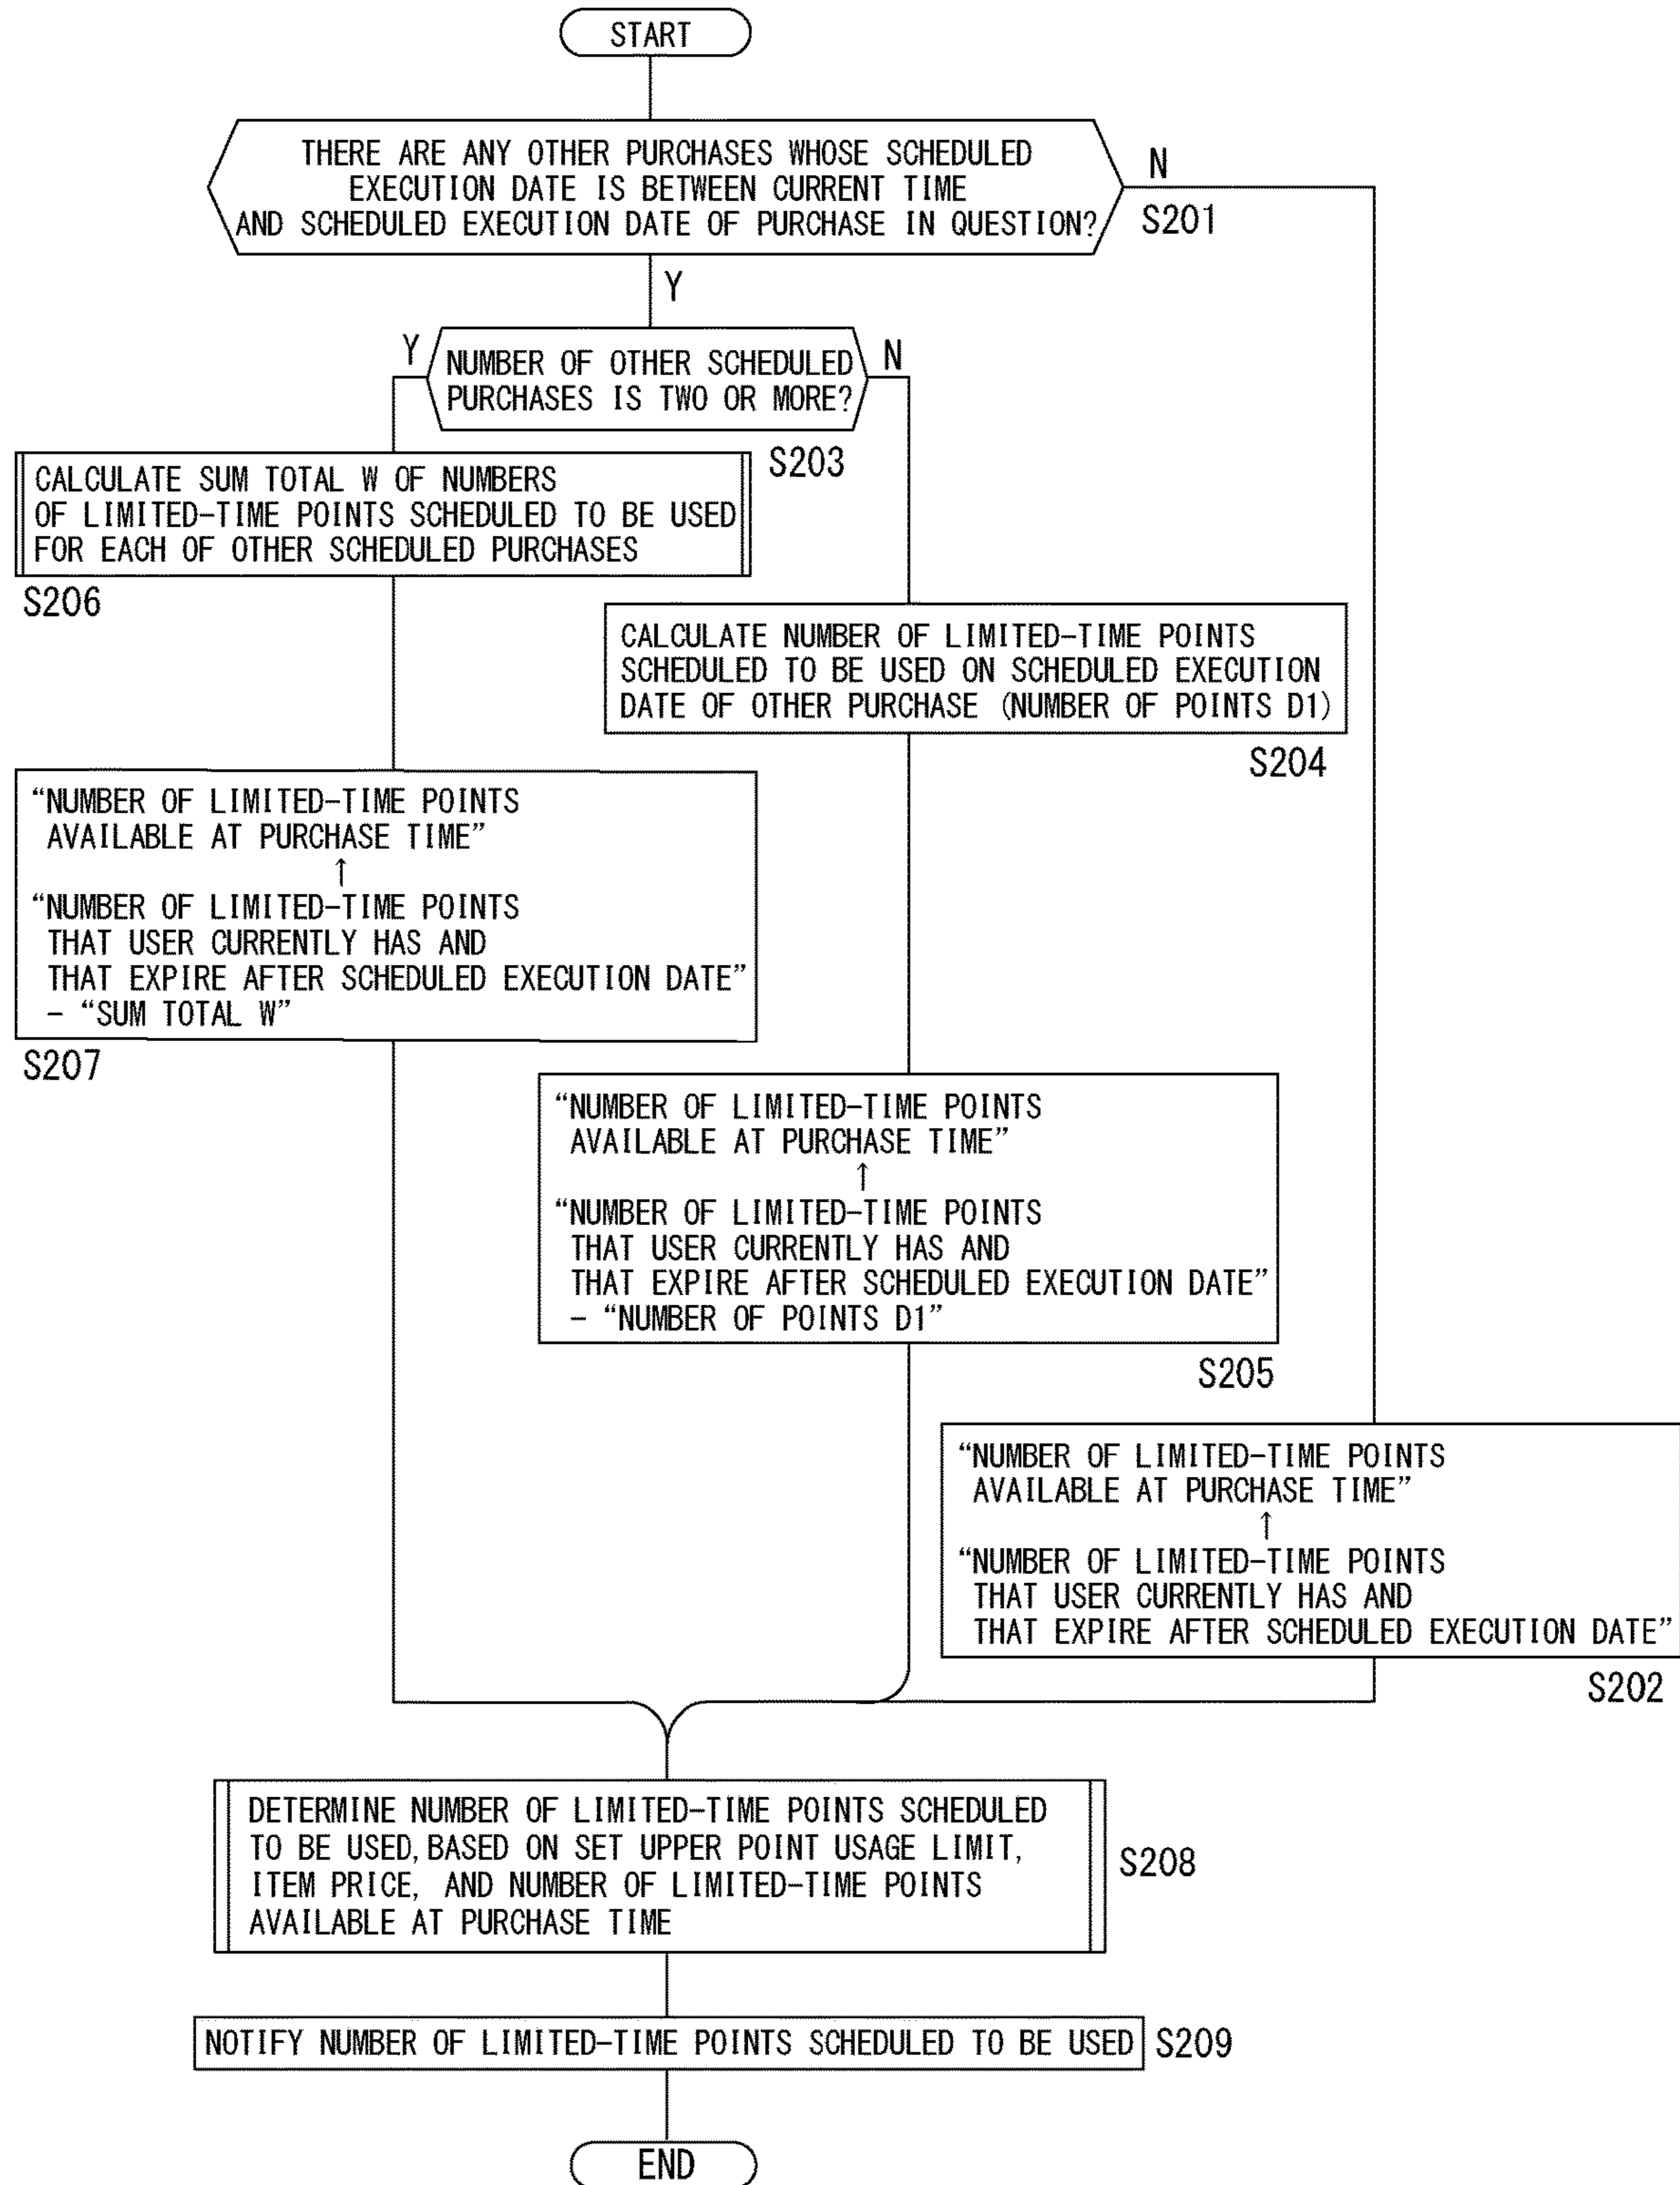 START
THERE ARE ANY OTHER PURCHASES WHOSE SCHEDULED
EXECUTION DATE IS BETWEEN CURRENT TIME
AND SCHEDULED EXECUTION DATE OF PURCHASE IN QUESTION?
N
S201
Y
Y
NUMBER OF OTHER SCHEDULED
PURCHASES IS TWO OR MORE?
N
S203
CALCULATE SUM TOTAL W OF NUMBERS
OF LIMITED-TIME POINTS SCHEDULED TO BE USED
FOR EACH OF OTHER SCHEDULED PURCHASES
S206
CALCULATE NUMBER OF LIMITED-TIME POINTS
SCHEDULED TO BE USED ON SCHEDULED EXECUTION
DATE OF OTHER PURCHASE (NUMBER OF POINTS D1)
S204
“NUMBER OF LIMITED-TIME POINTS
AVAILABLE AT PURCHASE TIME”
↑
“NUMBER OF LIMITED-TIME POINTS
THAT USER CURRENTLY HAS AND
THAT EXPIRE AFTER SCHEDULED EXECUTION DATE”
– “SUM TOTAL W”
S207
“NUMBER OF LIMITED-TIME POINTS
AVAILABLE AT PURCHASE TIME”
↑
“NUMBER OF LIMITED-TIME POINTS
THAT USER CURRENTLY HAS AND
THAT EXPIRE AFTER SCHEDULED EXECUTION DATE”
– “NUMBER OF POINTS D1”
S205
“NUMBER OF LIMITED-TIME POINTS
AVAILABLE AT PURCHASE TIME”
↑
“NUMBER OF LIMITED-TIME POINTS
THAT USER CURRENTLY HAS AND
THAT EXPIRE AFTER SCHEDULED EXECUTION DATE”
S202
DETERMINE NUMBER OF LIMITED-TIME POINTS SCHEDULED
TO BE USED, BASED ON SET UPPER POINT USAGE LIMIT,
ITEM PRICE, AND NUMBER OF LIMITED-TIME POINTS
AVAILABLE AT PURCHASE TIME
S208
NOTIFY NUMBER OF LIMITED-TIME POINTS SCHEDULED TO BE USED
S209
END